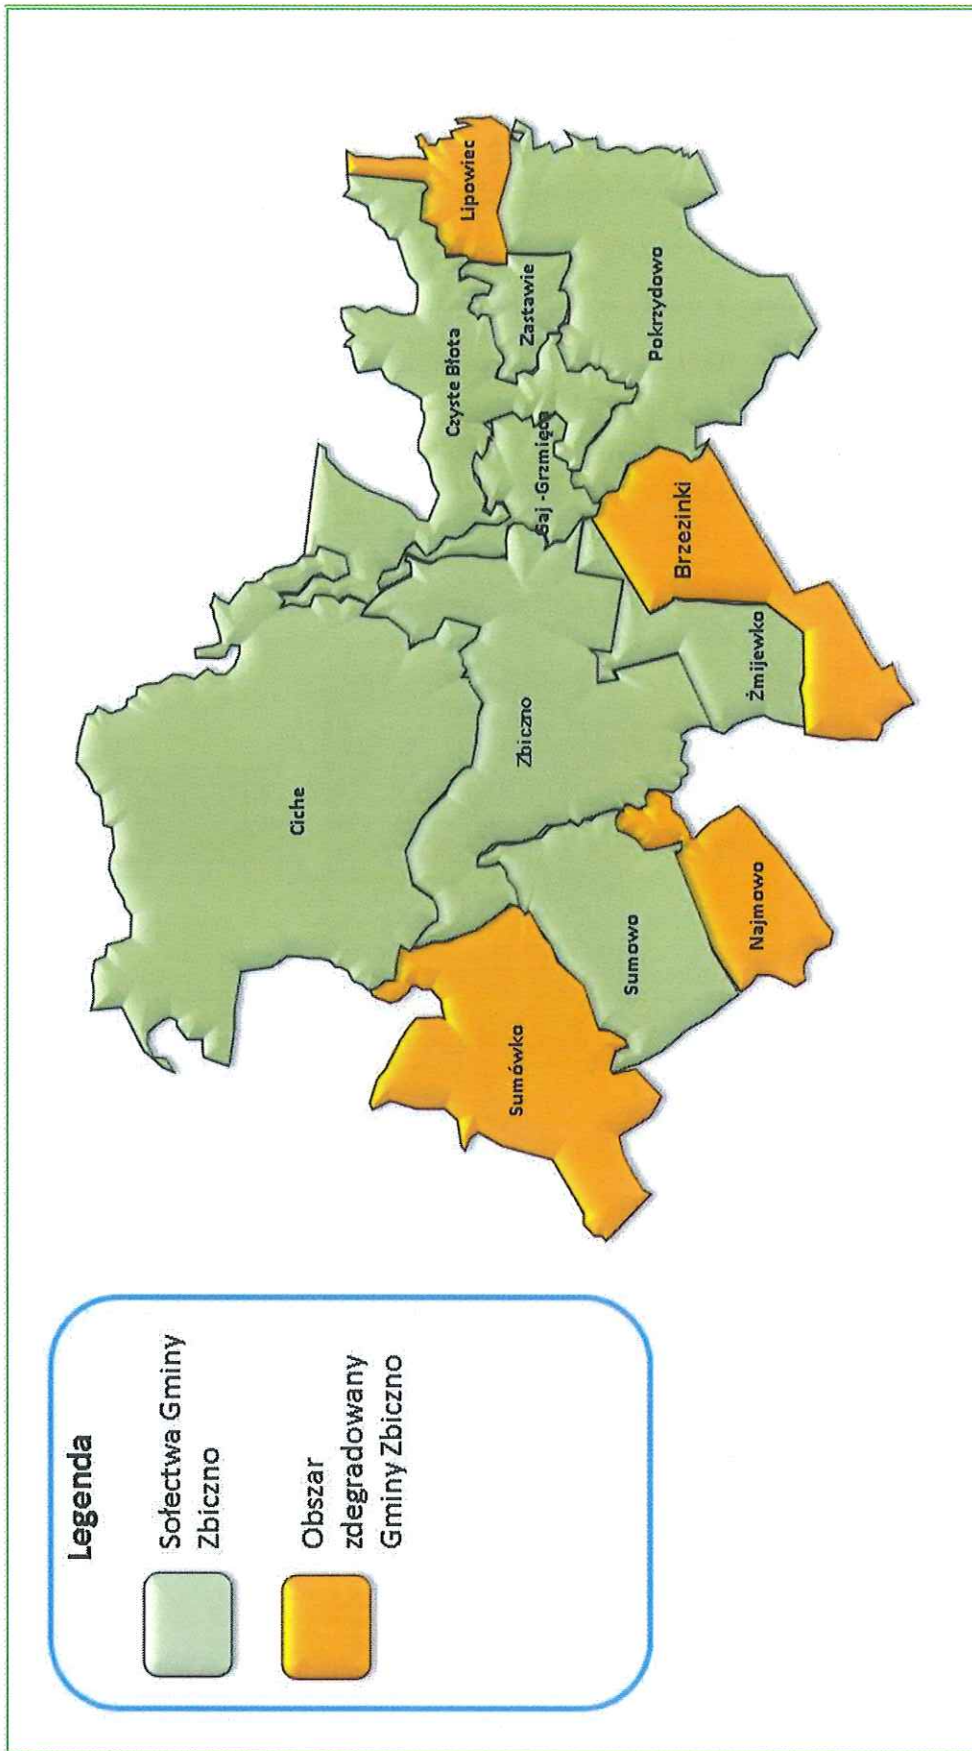 Legenda
Sołectwa Gminy
Zbiczno
Obszar
zdegradowany
Gminy Zbiczno
Ciche
Czyste Błota
Lipowiec
Zbiczno
Zastawie
Gaj -Grzmięca
Sumówko
Sumowo
Pokrzydowo
Brzezinki
Żmijewko
Najmowo